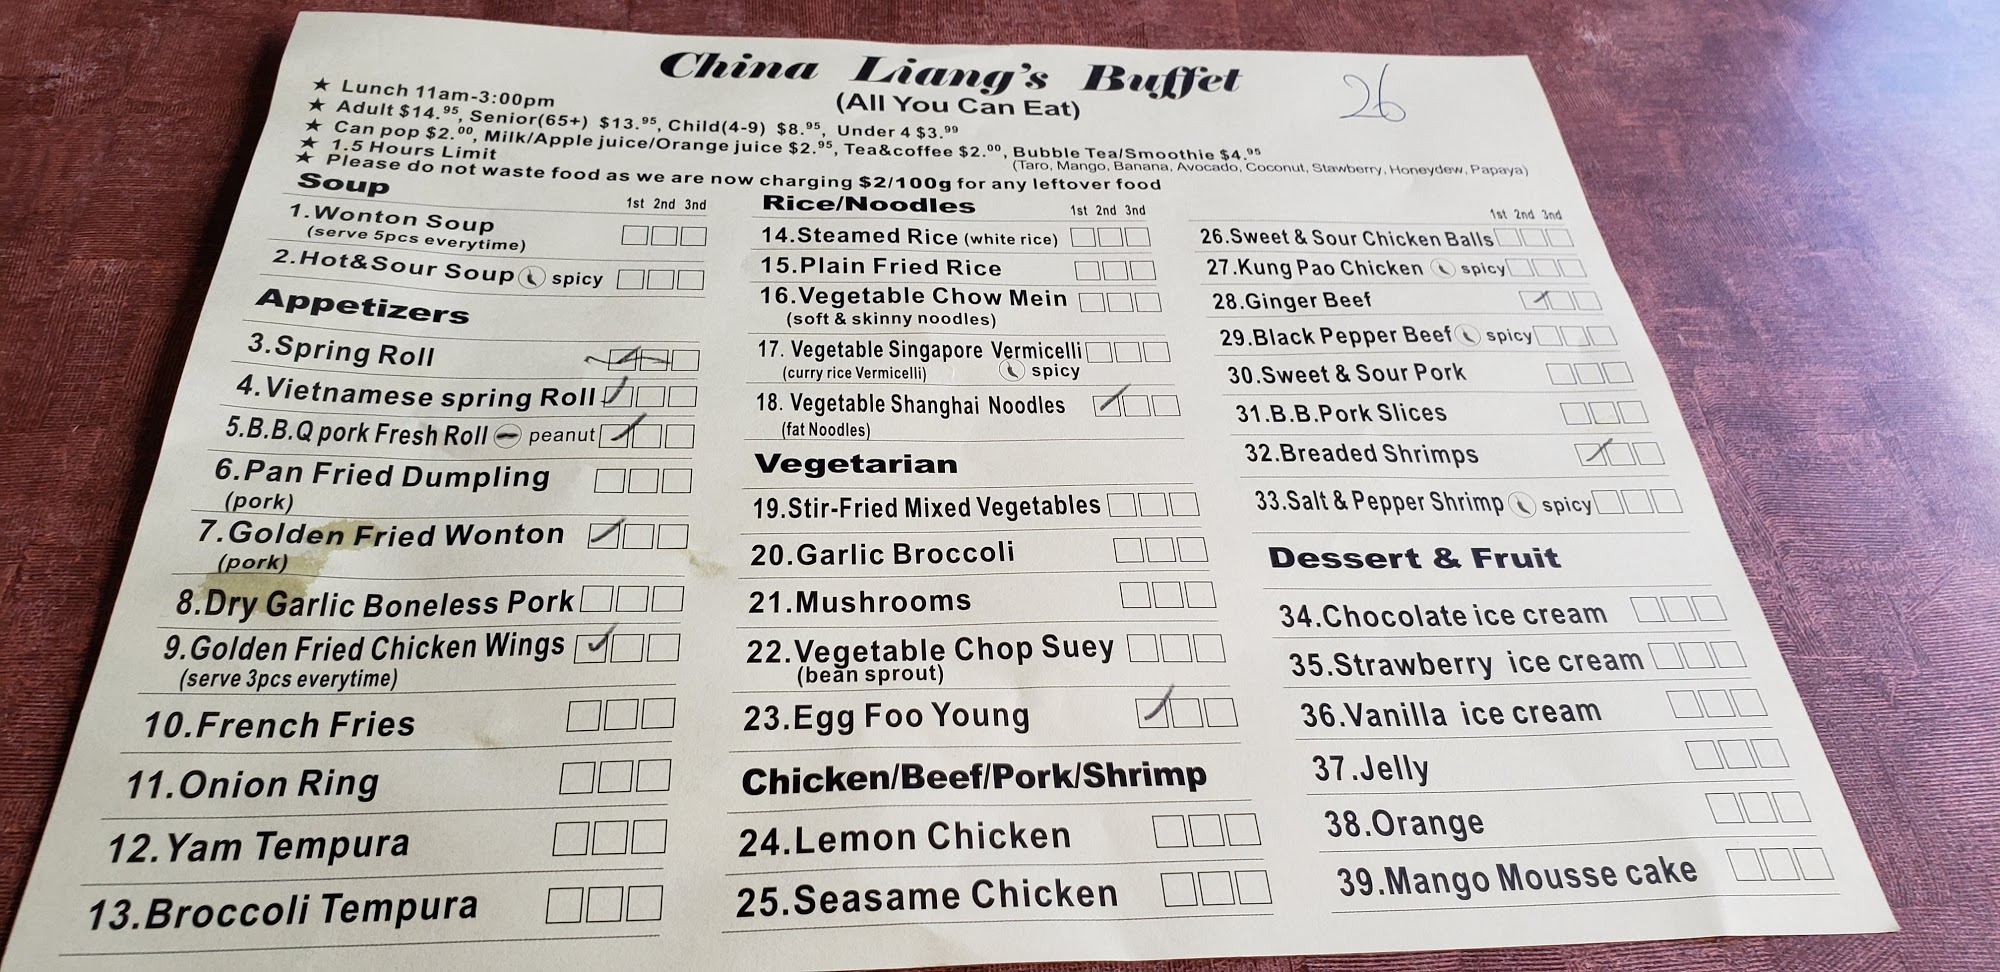 China Liang's Buffet
(All You Can Eat)
26
★ Lunch 11am-3:00pm
★ Adult $14.95, Senior(65+) $13.95, Child(4-9) $8.95, Under 4 $3.99
★ Can pop $2.00, Milk/Apple juice/Orange juice $2.95, Tea&coffee $2.00, Bubble Tea/Smoothie $4.95
(Taro, Mango, Banana, Avocado, Coconut, Stawberry, Honeydew, Papaya)
★ 1.5 Hours Limit
★ Please do not waste food as we are now charging $2/100g for any leftover food
Soup
1st 2nd 3nd
1.Wonton Soup
(serve 5pcs everytime)
2.Hot&Sour Soup spicy
Appetizers
3.Spring Roll
4.Vietnamese spring Roll
5.B.B.Q pork Fresh Roll peanut
6.Pan Fried Dumpling
(pork)
7.Golden Fried Wonton
(pork)
8.Dry Garlic Boneless Pork
9.Golden Fried Chicken Wings
(serve 3pcs everytime)
10.French Fries
11.Onion Ring
12.Yam Tempura
13.Broccoli Tempura
Rice/Noodles
1st 2nd 3nd
14.Steamed Rice (white rice)
15.Plain Fried Rice
16.Vegetable Chow Mein
(soft & skinny noodles)
17. Vegetable Singapore Vermicelli
(curry rice Vermicelli) spicy
18. Vegetable Shanghai Noodles
(fat Noodles)
Vegetarian
19.Stir-Fried Mixed Vegetables
20.Garlic Broccoli
21.Mushrooms
22.Vegetable Chop Suey
(bean sprout)
23.Egg Foo Young
Chicken/Beef/Pork/Shrimp
24.Lemon Chicken
25.Seasame Chicken
1st 2nd 3nd
26.Sweet & Sour Chicken Balls
27.Kung Pao Chicken spicy
28.Ginger Beef
29.Black Pepper Beef spicy
30.Sweet & Sour Pork
31.B.B.Pork Slices
32.Breaded Shrimps
33.Salt & Pepper Shrimp spicy
Dessert & Fruit
34.Chocolate ice cream
35.Strawberry ice cream
36.Vanilla ice cream
37.Jelly
38.Orange
39.Mango Mousse cake